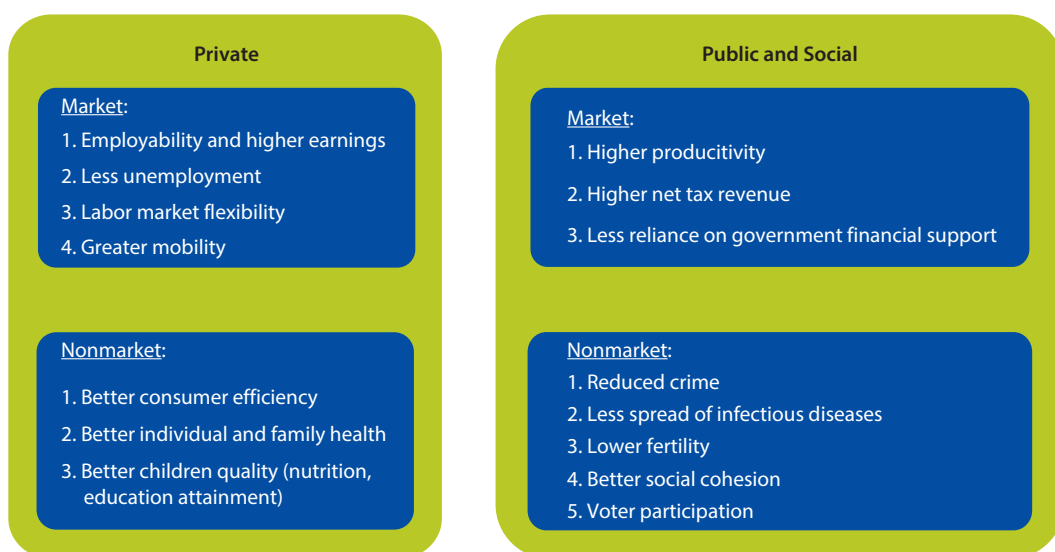 Private
Market:
1. Employability and higher earnings
2. Less unemployment
3. Labor market flexibility
4. Greater mobility
Nonmarket:
1. Better consumer efficiency
2. Better individual and family health
3. Better children quality (nutrition,
education attainment)
Public and Social
Market:
1. Higher producitivity
2. Higher net tax revenue
3. Less reliance on government financial support
Nonmarket:
1. Reduced crime
2. Less spread of infectious diseases
3. Lower fertility
4. Better social cohesion
5. Voter participation